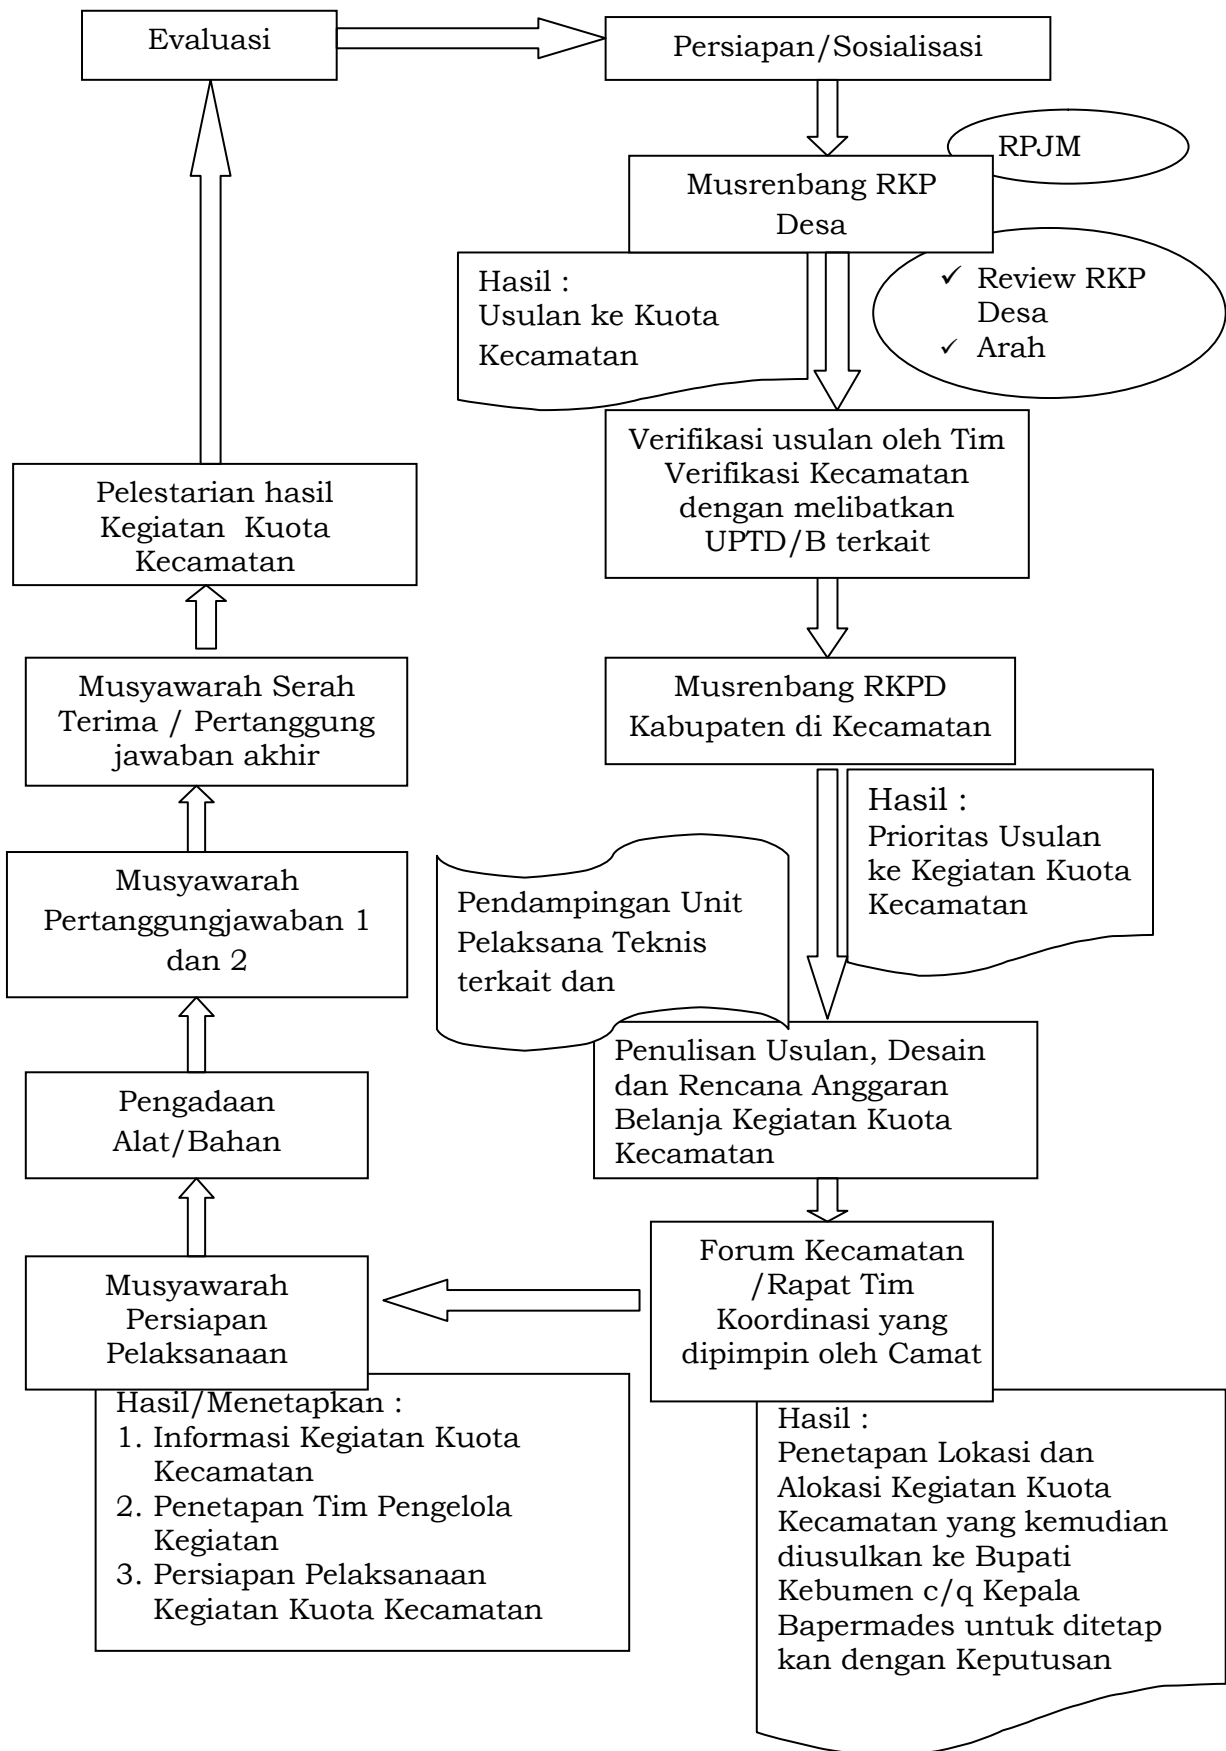 Evaluasi
Persiapan/Sosialisasi
RPJM
Musrenbang RKP
Desa
Hasil :
Usulan ke Kuota
Kecamatan
✓ Review RKP
Desa
✓ Arah
Verifikasi usulan oleh Tim
Verifikasi Kecamatan
dengan melibatkan
UPTD/B terkait
Musrenbang RKPD
Kabupaten di Kecamatan
Hasil :
Prioritas Usulan
ke Kegiatan Kuota
Kecamatan
Pendampingan Unit
Pelaksana Teknis
terkait dan
Penulisan Usulan, Desain
dan Rencana Anggaran
Belanja Kegiatan Kuota
Kecamatan
Forum Kecamatan
/Rapat Tim
Koordinasi yang
dipimpin oleh Camat
Hasil :
Penetapan Lokasi dan
Alokasi Kegiatan Kuota
Kecamatan yang kemudian
diusulkan ke Bupati
Kebumen c/q Kepala
Bapermades untuk ditetap
kan dengan Keputusan
Musyawarah
Persiapan
Pelaksanaan
Hasil/Menetapkan :
1. Informasi Kegiatan Kuota
Kecamatan
2. Penetapan Tim Pengelola
Kegiatan
3. Persiapan Pelaksanaan
Kegiatan Kuota Kecamatan
Pengadaan
Alat/Bahan
Musyawarah
Pertanggungjawaban 1
dan 2
Musyawarah Serah
Terima / Pertanggung
jawaban akhir
Pelestarian hasil
Kegiatan  Kuota
Kecamatan